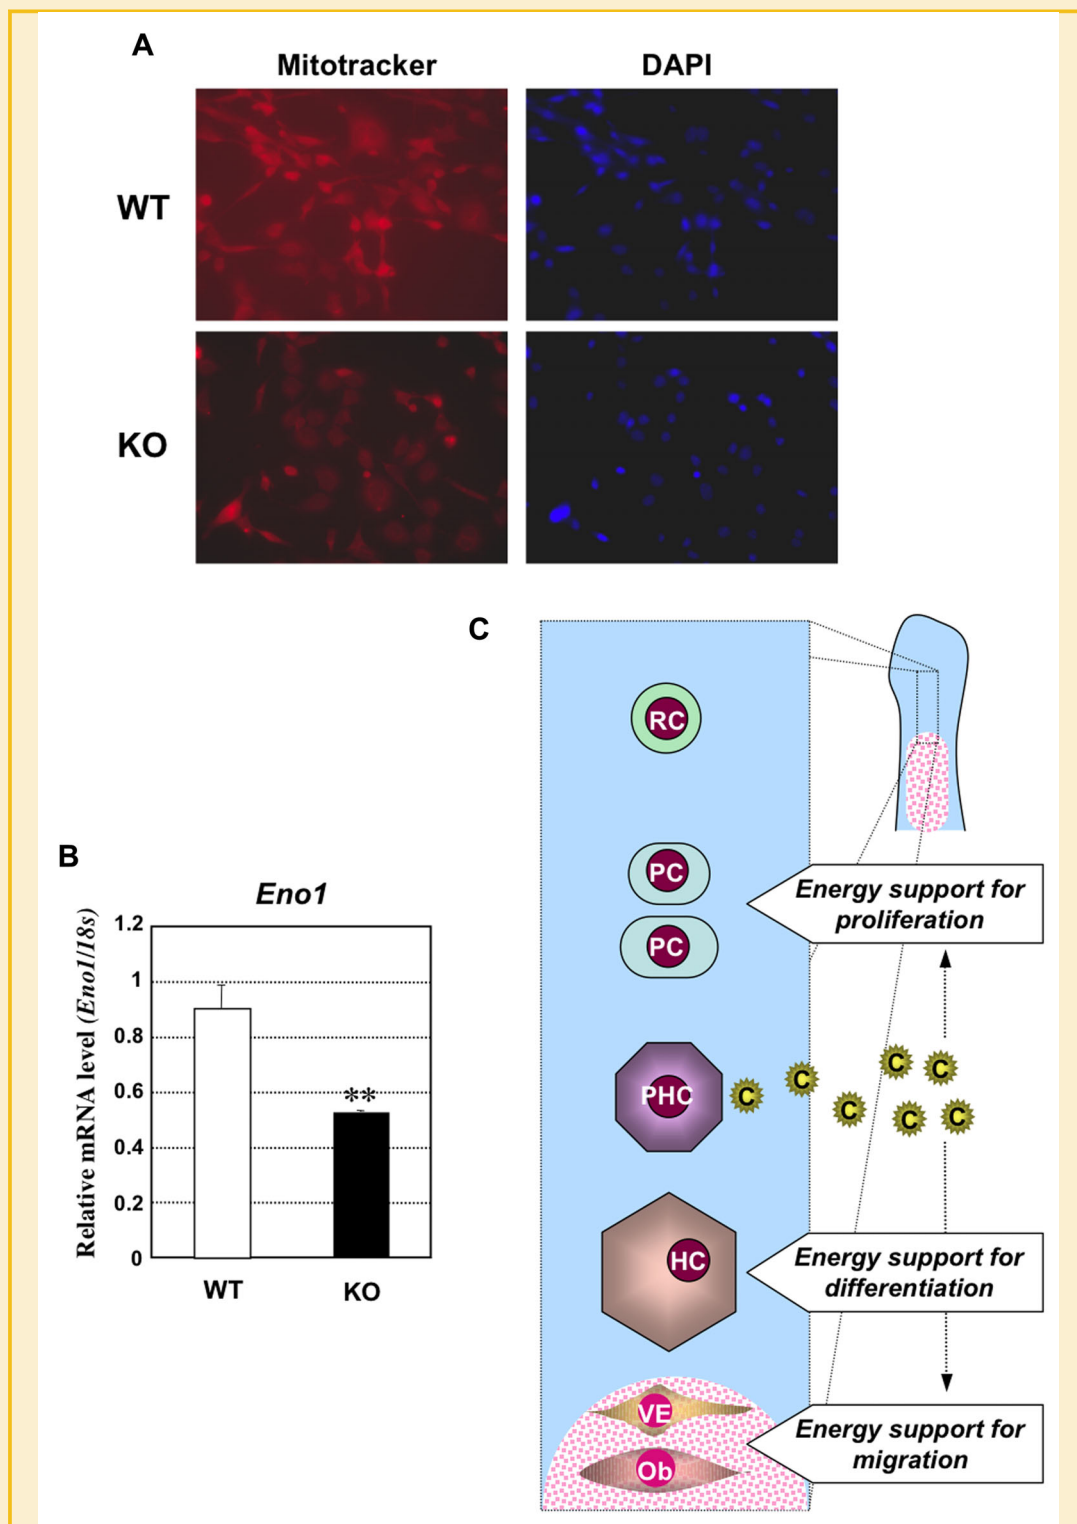 A
Mitotracker
DAPI
WT
KO
C
RC
PC
PC
PHC
C
C
C
C
C
C
C
HC
VE
Ob
Energy support for
proliferation
Energy support for
differentiation
Energy support for
migration
B
Eno1
Relative mRNA level (Eno1/18s)
1.2
1
0.8
0.6
0.4
0.2
0
**
WT
KO